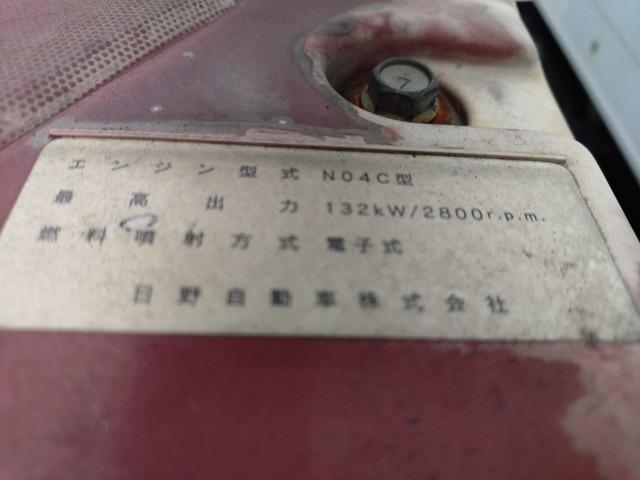 エンジン型式 N04C型
最高出力 132kW/2800r.p.m.
燃料噴射方式 電子式
日野自動車株式会社
7